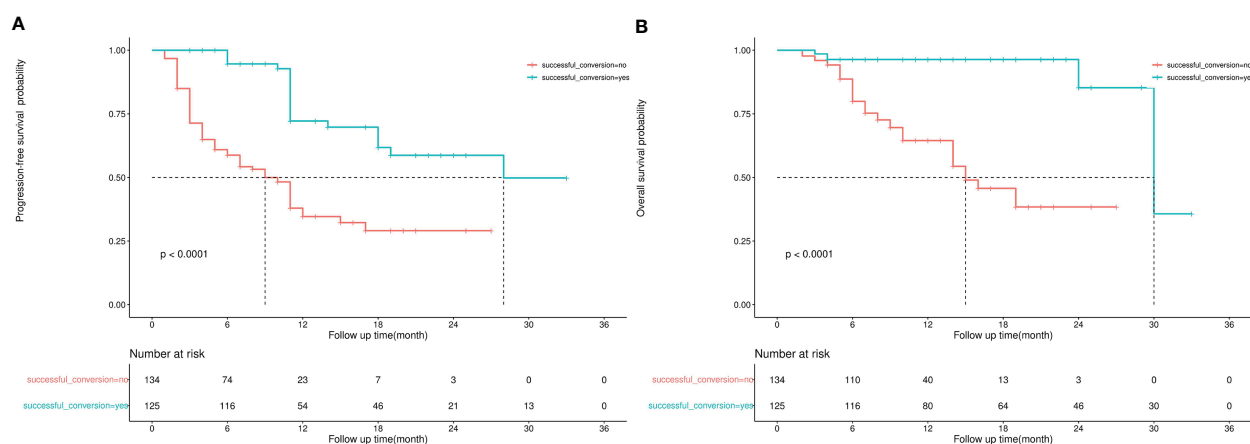 A
Progression-free survival probability
1.00
0.75
0.50
0.25
0.00
successful_conversion=no
successful_conversion=yes
p < 0.0001
0 6 12 18 24 30 36
Follow up time(month)
Number at risk
successful_conversion=no 134 74 23 7 3 0 0
successful_conversion=yes 125 116 54 46 21 13 0
0 6 12 18 24 30 36
Follow up time(month)
B
Overall survival probability
1.00
0.75
0.50
0.25
0.00
successful_conversion=no
successful_conversion=yes
p < 0.0001
0 6 12 18 24 30 36
Follow up time(month)
Number at risk
successful_conversion=no 134 110 40 13 3 0 0
successful_conversion=yes 125 116 80 64 46 30 0
0 6 12 18 24 30 36
Follow up time(month)